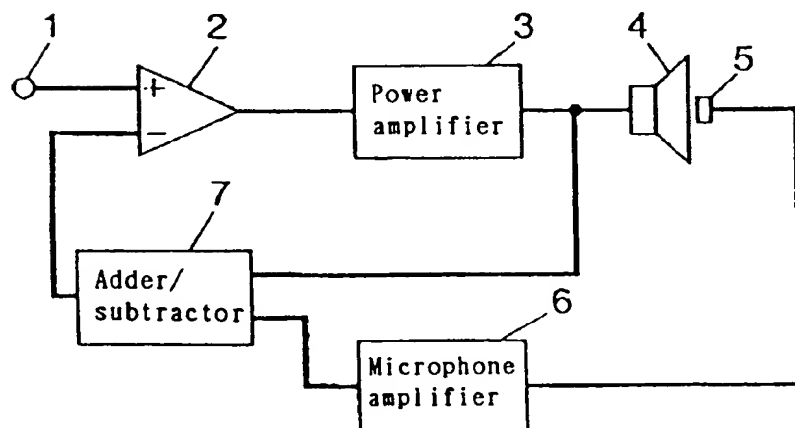 1
2
3
4
5
+
Power
amplifier
−
7
Adder/
subtractor
6
Microphone
amplifier